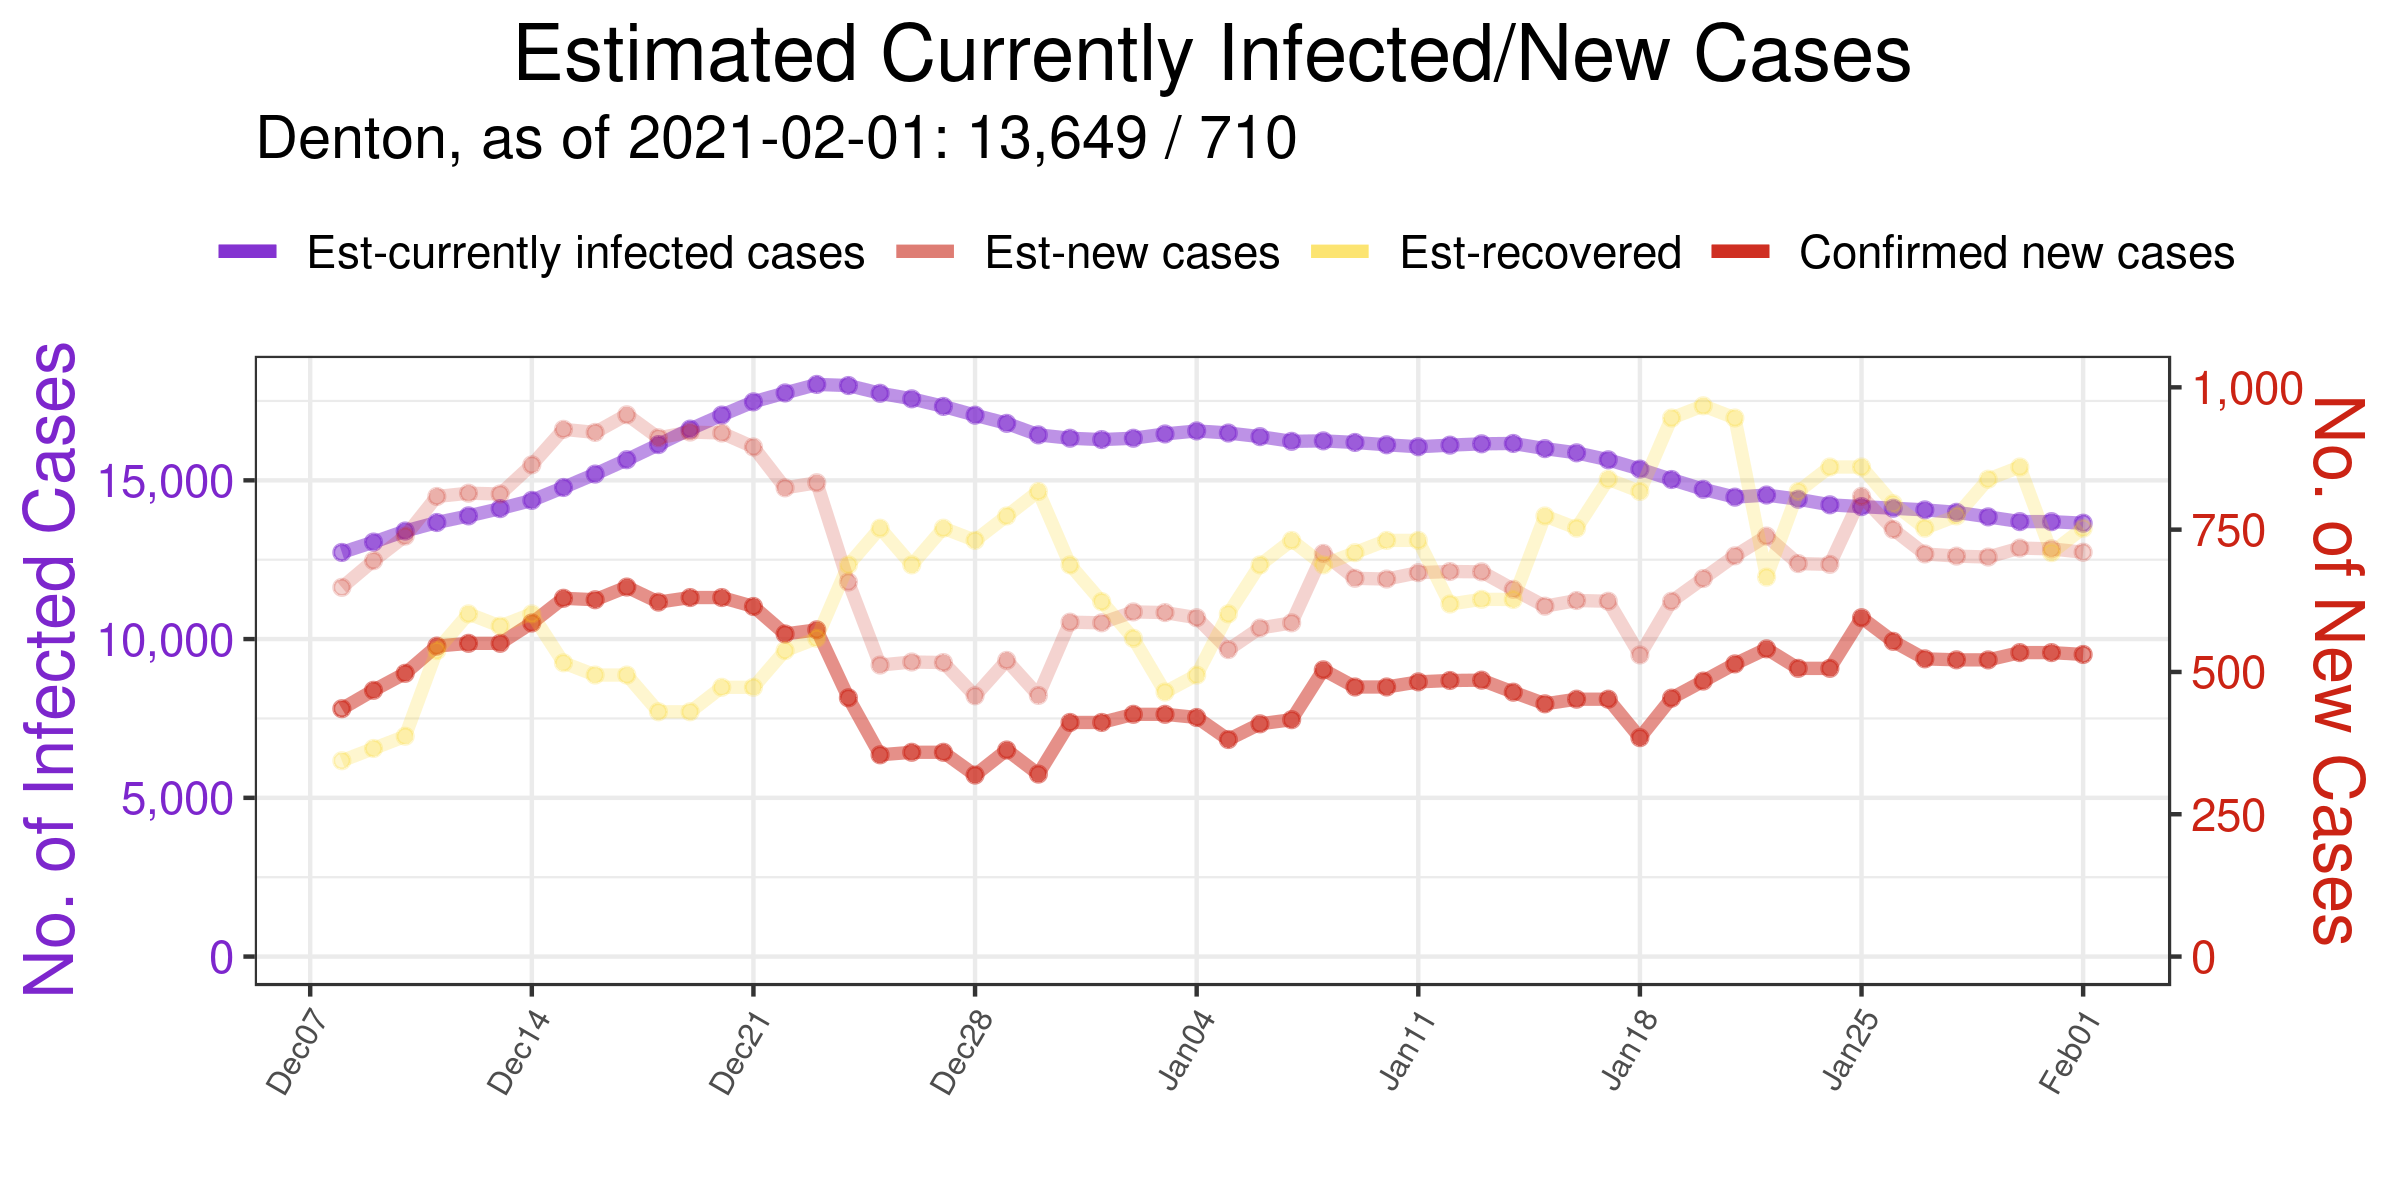 Estimated Currently Infected/New Cases
Denton, as of 2021-02-01: 13,649 / 710
Est-currently infected cases Est-new cases Est-recovered Confirmed new cases
No. of Infected Cases
15,000
10,000
5,000
0
1,000
750
500
250
0
No. of New Cases
Dec07 Dec14 Dec21 Dec28 Jan04 Jan11 Jan18 Jan25 Feb01